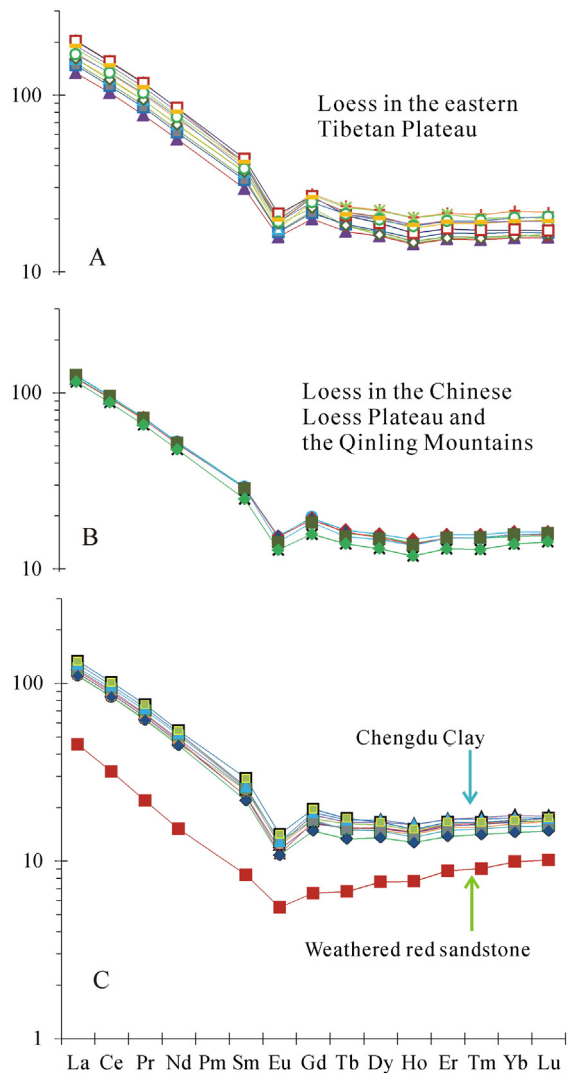 100
10
Loess in the eastern
Tibetan Plateau
A
100
10
Loess in the Chinese
Loess Plateau and
the Qinling Mountains
B
100
10
1
Chengdu Clay
Weathered red sandstone
C
La Ce Pr Nd Pm Sm Eu Gd Tb Dy Ho Er Tm Yb Lu